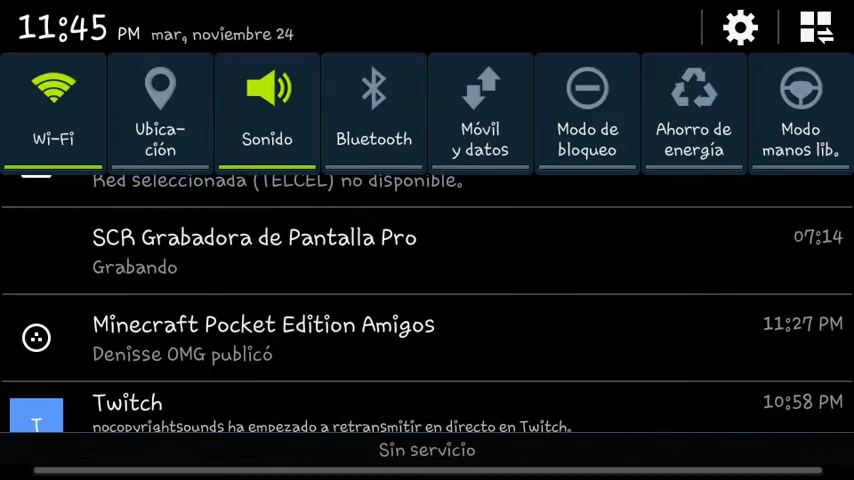 11:45 PM mar, noviembre 24
Wi-Fi
Ubica-
ción
Sonido
Bluetooth
Móvil
y datos
Modo de
bloqueo
Ahorro de
energía
Modo
manos lib.
Red seleccionada (TELCEL) no disponible.
SCR Grabadora de Pantalla Pro 07:14
Grabando
Minecraft Pocket Edition Amigos 11:27 PM
Denisse OMG publicó
T
Twitch 10:58 PM
nocopyrightsounds ha empezado a retransmitir en directo en Twitch.
Sin servicio